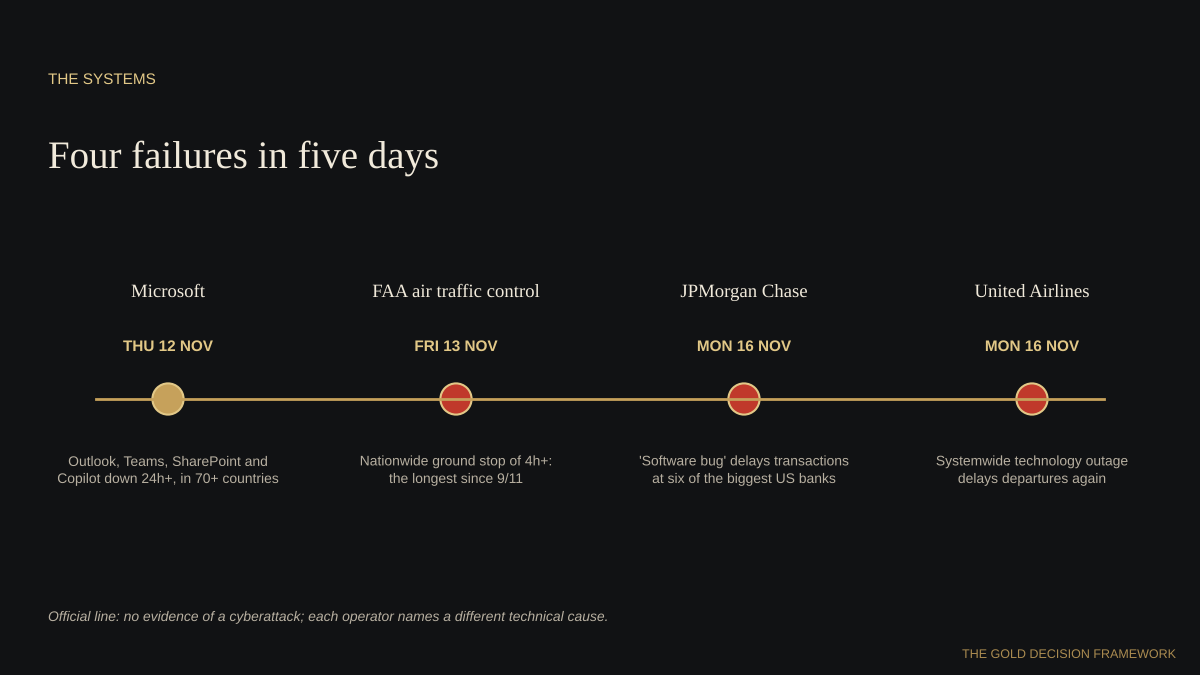 THE SYSTEMS
Four failures in five days
Microsoft
THU 12 NOV
Outlook, Teams, SharePoint and
Copilot down 24h+, in 70+ countries
FAA air traffic control
FRI 13 NOV
Nationwide ground stop of 4h+:
the longest since 9/11
JPMorgan Chase
MON 16 NOV
'Software bug' delays transactions
at six of the biggest US banks
United Airlines
MON 16 NOV
Systemwide technology outage
delays departures again
Official line: no evidence of a cyberattack; each operator names a different technical cause.
THE GOLD DECISION FRAMEWORK